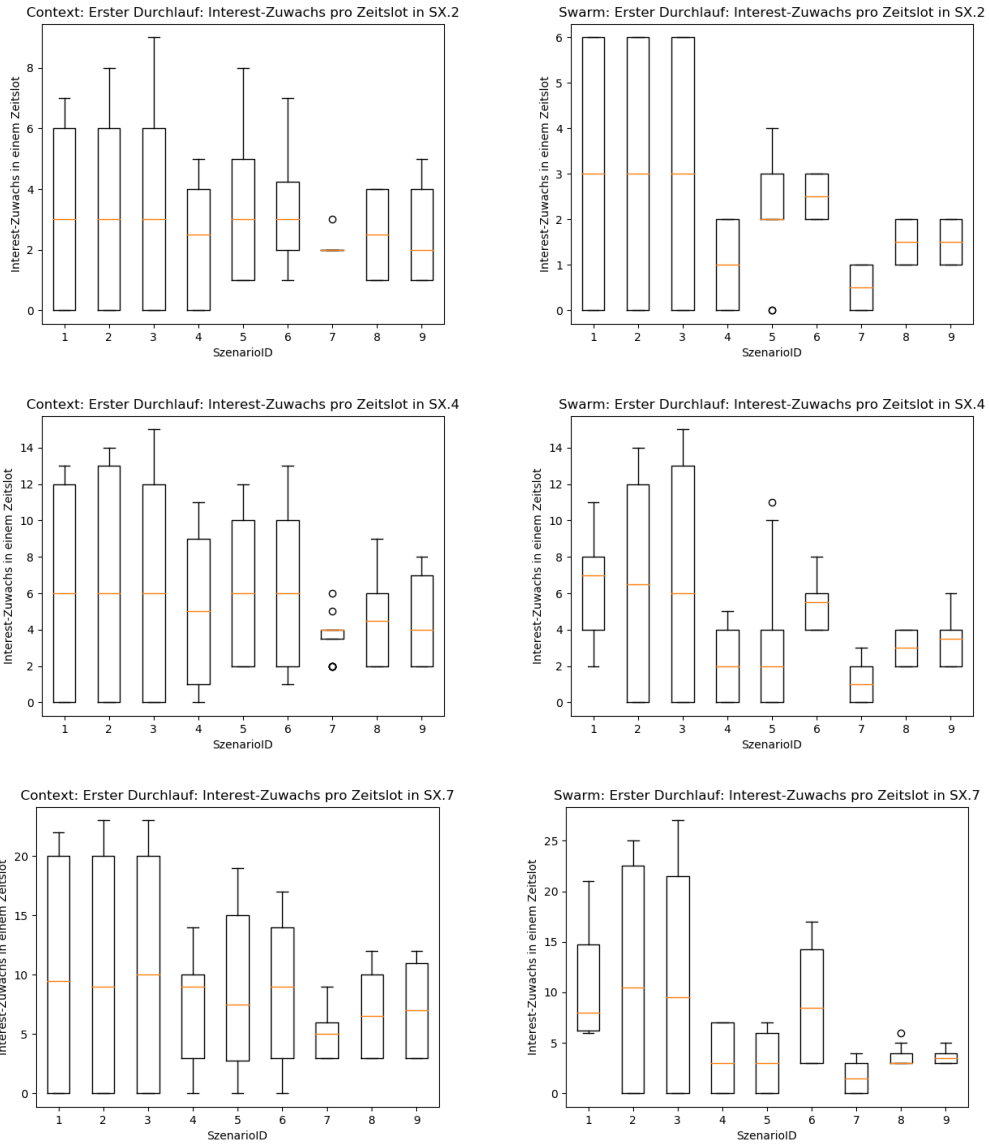 Context: Erster Durchlauf: Interest-Zuwachs pro Zeitslot in SX.2
Interest-Zuwachs in einem Zeitslot
8
6
4
2
0
1 2 3 4 5 6 7 8 9
SzenarioID
Swarm: Erster Durchlauf: Interest-Zuwachs pro Zeitslot in SX.2
Interest-Zuwachs in einem Zeitslot
6
5
4
3
2
1
0
1 2 3 4 5 6 7 8 9
SzenarioID
Context: Erster Durchlauf: Interest-Zuwachs pro Zeitslot in SX.4
Interest-Zuwachs in einem Zeitslot
14
12
10
8
6
4
2
0
1 2 3 4 5 6 7 8 9
SzenarioID
Swarm: Erster Durchlauf: Interest-Zuwachs pro Zeitslot in SX.4
Interest-Zuwachs in einem Zeitslot
14
12
10
8
6
4
2
0
1 2 3 4 5 6 7 8 9
SzenarioID
Context: Erster Durchlauf: Interest-Zuwachs pro Zeitslot in SX.7
Interest-Zuwachs in einem Zeitslot
20
15
10
5
0
1 2 3 4 5 6 7 8 9
SzenarioID
Swarm: Erster Durchlauf: Interest-Zuwachs pro Zeitslot in SX.7
Interest-Zuwachs in einem Zeitslot
25
20
15
10
5
0
1 2 3 4 5 6 7 8 9
SzenarioID